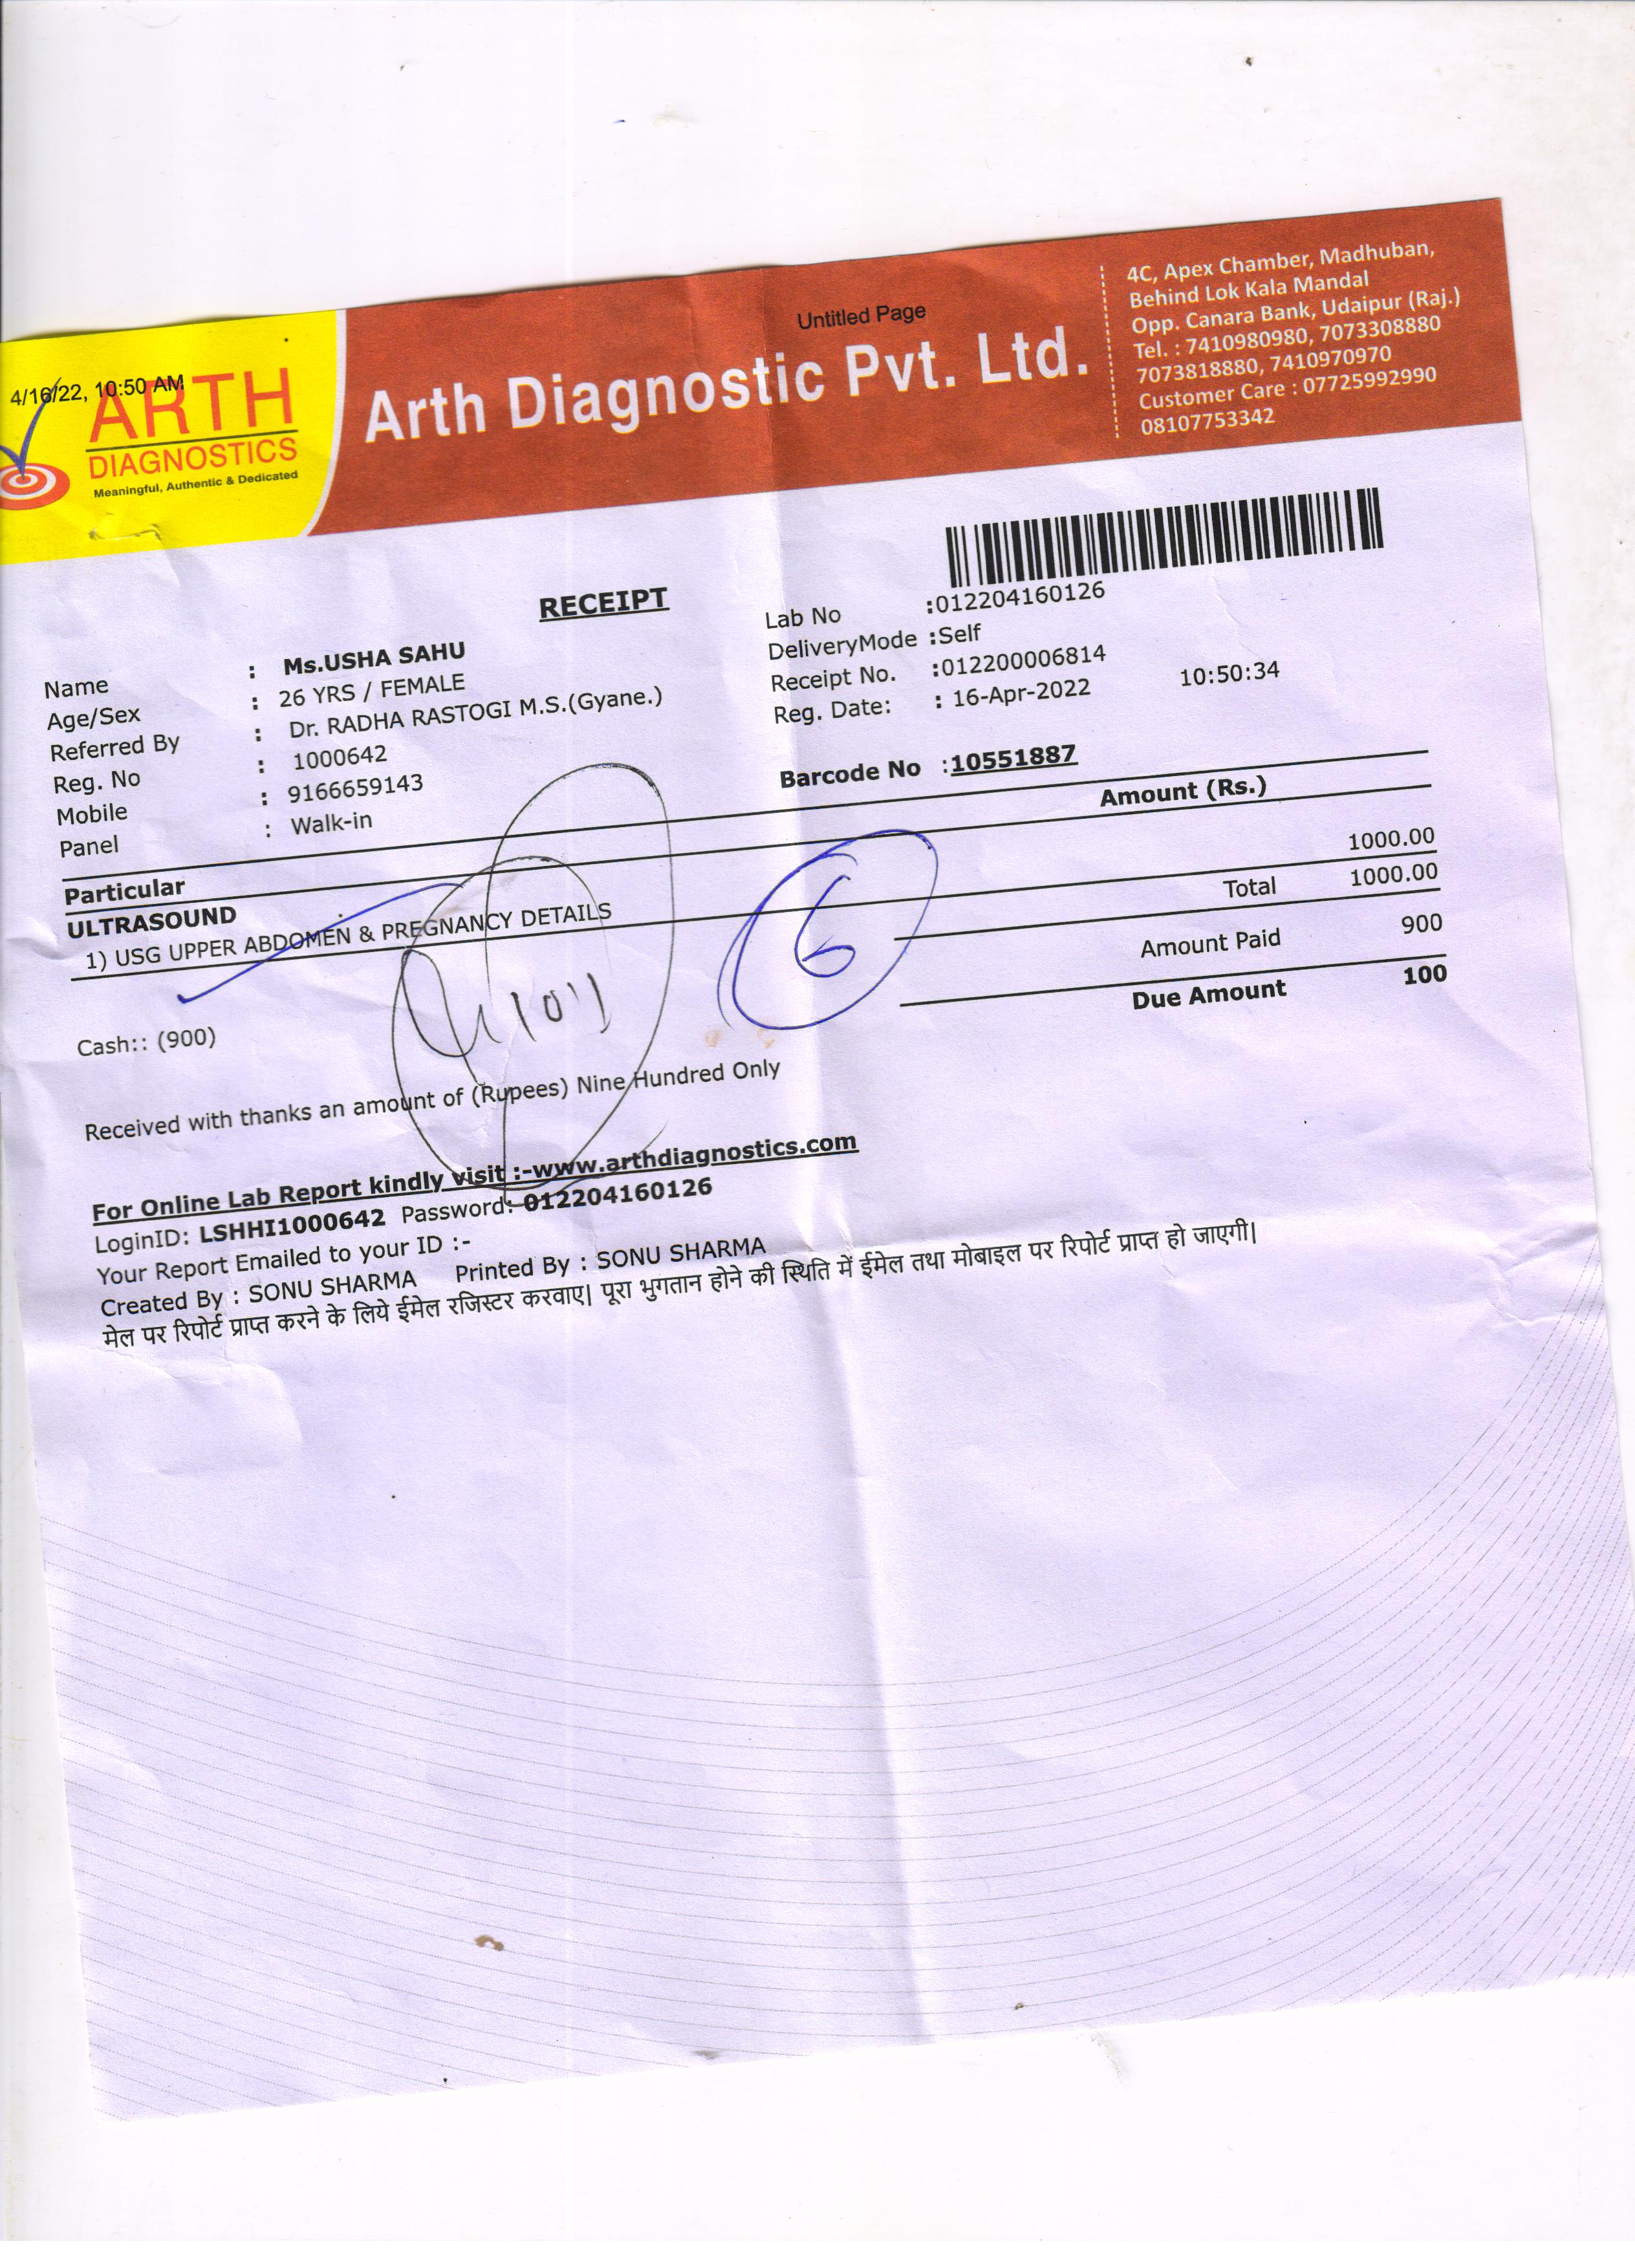 Untitled Page
4/16/22, 10:50 AM
ARTH
DIAGNOSTICS
Meaningful, Authentic & Dedicated
Arth Diagnostic Pvt. Ltd.
4C, Apex Chamber, Madhuban,
Behind Lok Kala Mandal
Opp. Canara Bank, Udaipur (Raj.)
Tel. : 7410980980, 7073308880
7073818880, 7410970970
Customer Care : 07725992990
08107753342
RECEIPT
Name : Ms.USHA SAHU
Age/Sex : 26 YRS / FEMALE
Referred By : Dr. RADHA RASTOGI M.S.(Gyane.)
Reg. No : 1000642
Mobile : 9166659143
Panel : Walk-in
Lab No :012204160126
DeliveryMode :Self
Receipt No. :012200006814
Reg. Date: : 16-Apr-2022 10:50:34
Barcode No :10551887
Particular Amount (Rs.)
ULTRASOUND
1) USG UPPER ABDOMEN & PREGNANCY DETAILS 1000.00
Total 1000.00
Amount Paid 900
Due Amount 100
6
Cash:: (900)
Received with thanks an amount of (Rupees) Nine Hundred Only
For Online Lab Report kindly visit :-www.arthdiagnostics.com
LoginID: LSHHI1000642 Password: 012204160126
Your Report Emailed to your ID :-
Created By : SONU SHARMA Printed By : SONU SHARMA
मेल पर रिपोर्ट प्राप्त करने के लिये ईमेल रजिस्टर करवाए। पूरा भुगतान होने की स्थिति में ईमेल तथा मोबाइल पर रिपोर्ट प्राप्त हो जाएगी।